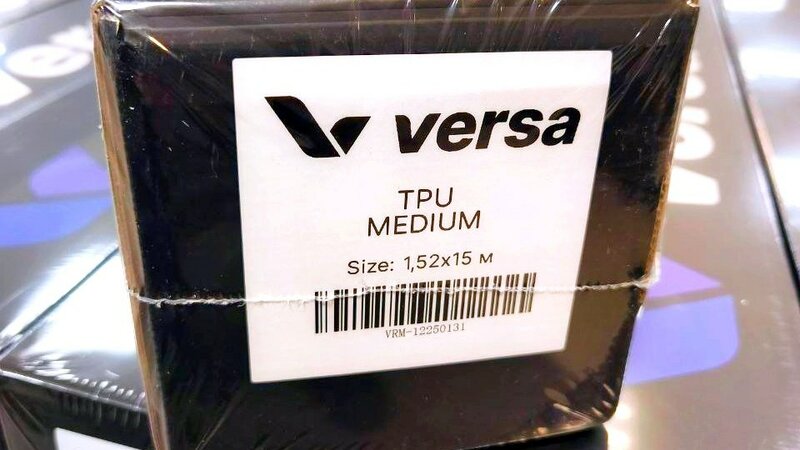 versa
TPU
MEDIUM
Size: 1,52x15 м
VRM-12250131